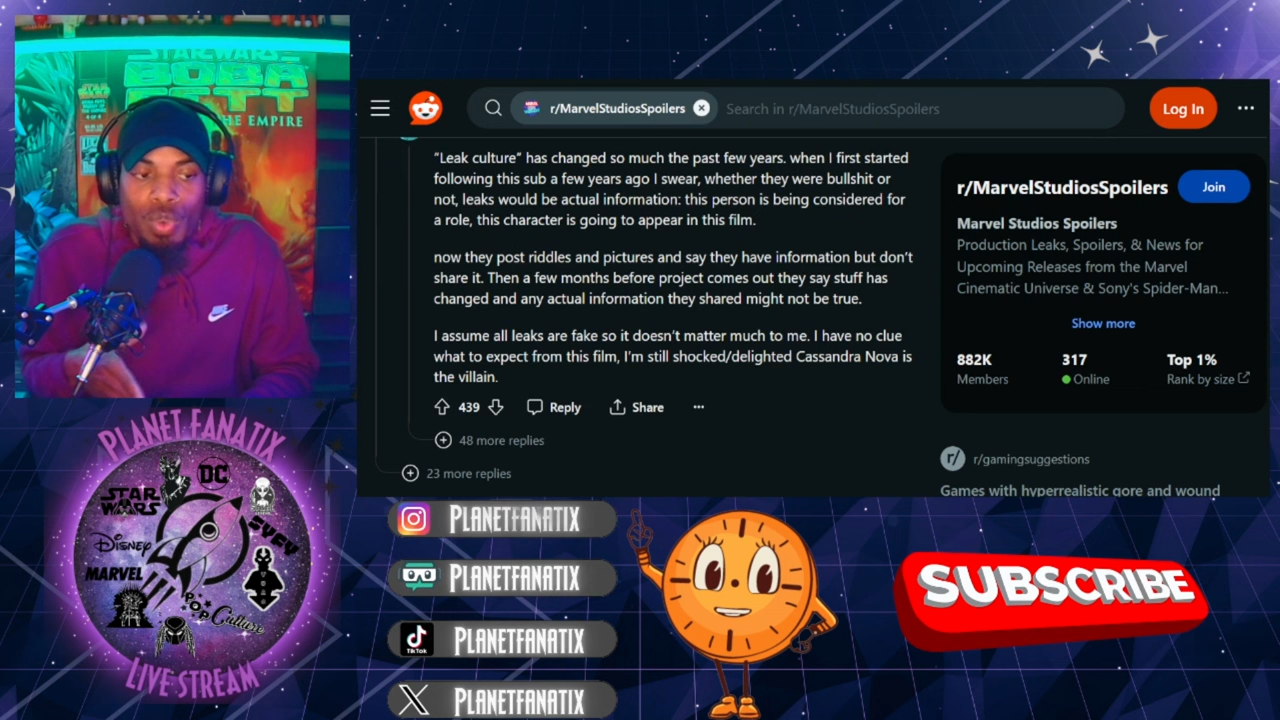 STAR WARS
BOBA
FETT
THE EMPIRE
r/MarvelStudiosSpoilers
Search in r/MarvelStudiosSpoilers
Log In
“Leak culture” has changed so much the past few years. when I first started
following this sub a few years ago I swear, whether they were bullshit or
not, leaks would be actual information: this person is being considered for
a role, this character is going to appear in this film.
now they post riddles and pictures and say they have information but don’t
share it. Then a few months before project comes out they say stuff has
changed and any actual information they shared might not be true.
I assume all leaks are fake so it doesn’t matter much to me. I have no clue
what to expect from this film, I’m still shocked/delighted Cassandra Nova is
the villain.
439
Reply
Share
48 more replies
23 more replies
r/MarvelStudiosSpoilers
Join
Marvel Studios Spoilers
Production Leaks, Spoilers, & News for
Upcoming Releases from the Marvel
Cinematic Universe & Sony's Spider-Man...
Show more
882K
317
Top 1%
Members
Online
Rank by size
r/
r/gamingsuggestions
Games with hyperrealistic gore and wound
PLANET FANATIX
DC
STAR
WARS
DISNEY
MARVEL
POP Culture
LIVE STREAM
PLANETFANATIX
PLANETFANATIX
TikTok
PLANETFANATIX
X
PLANETFANATIX
SUBSCRIBE